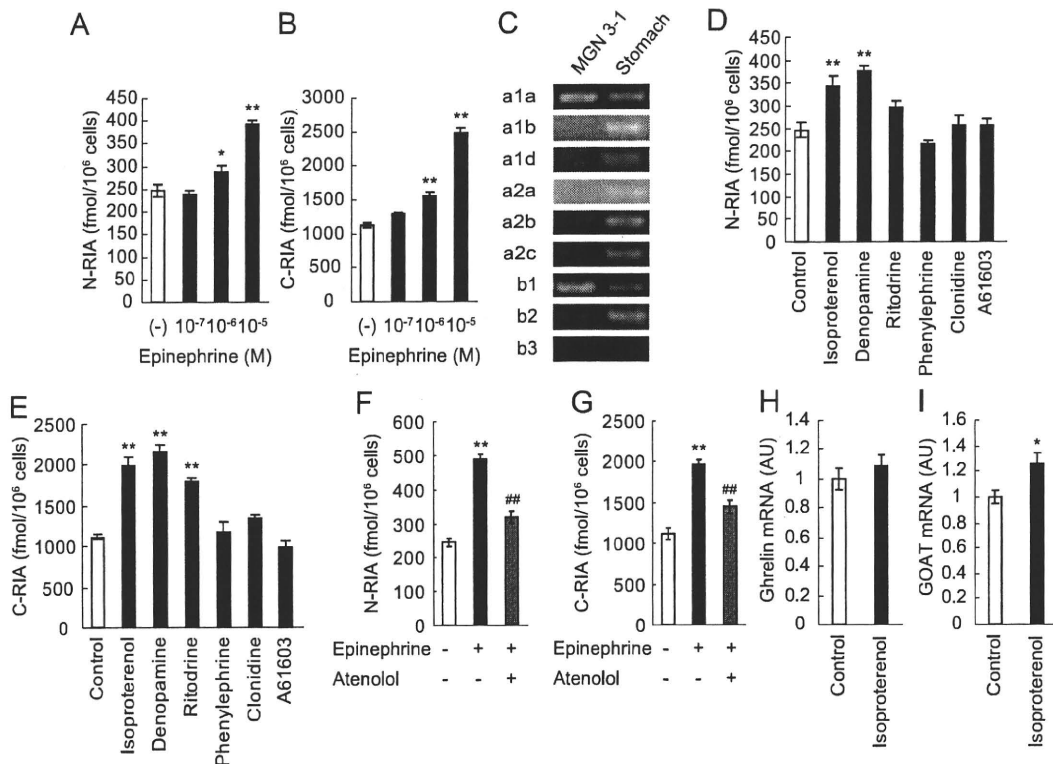 A
N-RIA (fmol/10⁶ cells)
450
400
350
300
250
200
150
100
50
0
*
**
(-) 10⁻⁷ 10⁻⁶ 10⁻⁵
Epinephrine (M)
B
C-RIA (fmol/10⁶ cells)
3000
2500
2000
1500
1000
500
0
**
**
(-) 10⁻⁷ 10⁻⁶ 10⁻⁵
Epinephrine (M)
C
MGN 3-1
Stomach
a1a
a1b
a1d
a2a
a2b
a2c
b1
b2
b3
D
N-RIA (fmol/10⁶ cells)
450
400
350
300
250
200
150
100
50
0
**
**
Control
Isoproterenol
Denopamine
Ritodrine
Phenylephrine
Clonidine
A61603
E
C-RIA (fmol/10⁶ cells)
2500
2000
1500
1000
500
0
**
**
**
Control
Isoproterenol
Denopamine
Ritodrine
Phenylephrine
Clonidine
A61603
F
N-RIA (fmol/10⁶ cells)
600
500
400
300
200
100
0
**
##
Epinephrine - + +
Atenolol - - +
G
C-RIA (fmol/10⁶ cells)
2500
2000
1500
1000
500
0
**
##
Epinephrine - + +
Atenolol - - +
H
Ghrelin mRNA (AU)
1.4
1.2
1
0.8
0.6
0.4
0.2
0
Control
Isoproterenol
I
GOAT mRNA (AU)
1.6
1.4
1.2
1
0.8
0.6
0.4
0.2
0
*
Control
Isoproterenol